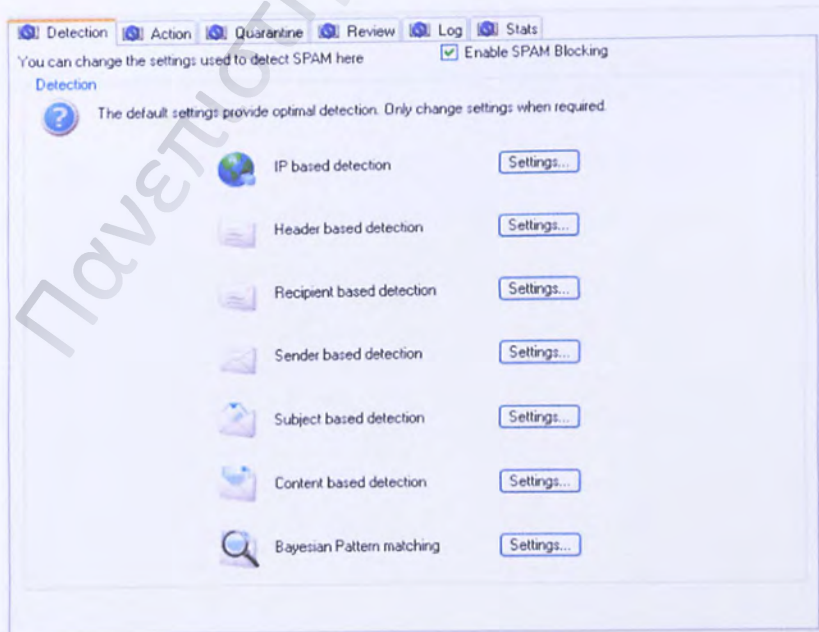 Detection Action Quarantine Review Log Stats
You can change the settings used to detect SPAM here Enable SPAM Blocking
Detection
The default settings provide optimal detection. Only change settings when required.
IP based detection Settings...
Header based detection Settings...
Recipient based detection Settings...
Sender based detection Settings...
Subject based detection Settings...
Content based detection Settings...
Bayesian Pattern matching Settings...